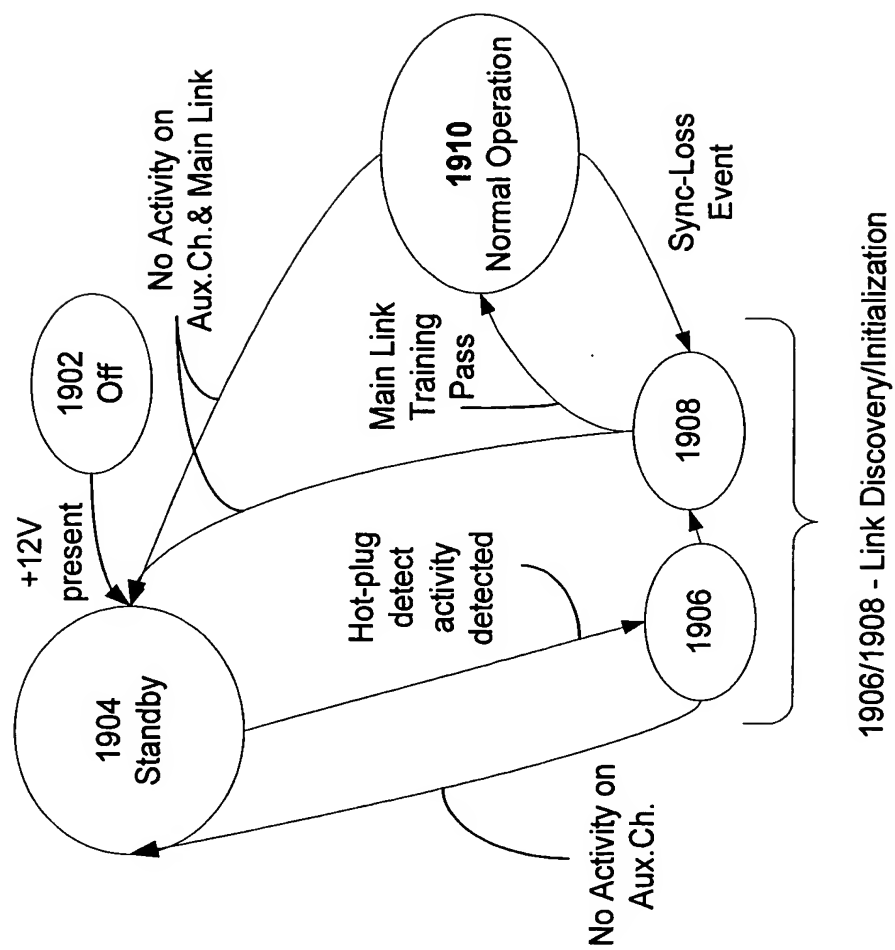 +12V
present
1902
Off
1904
Standby
No Activity on
Aux.Ch.& Main Link
Hot-plug
detect
activity
detected
Main Link
Training
Pass
1910
Normal Operation
No Activity on
Aux.Ch.
1906
1908
Sync-Loss
Event
1906/1908 - Link Discovery/Initialization